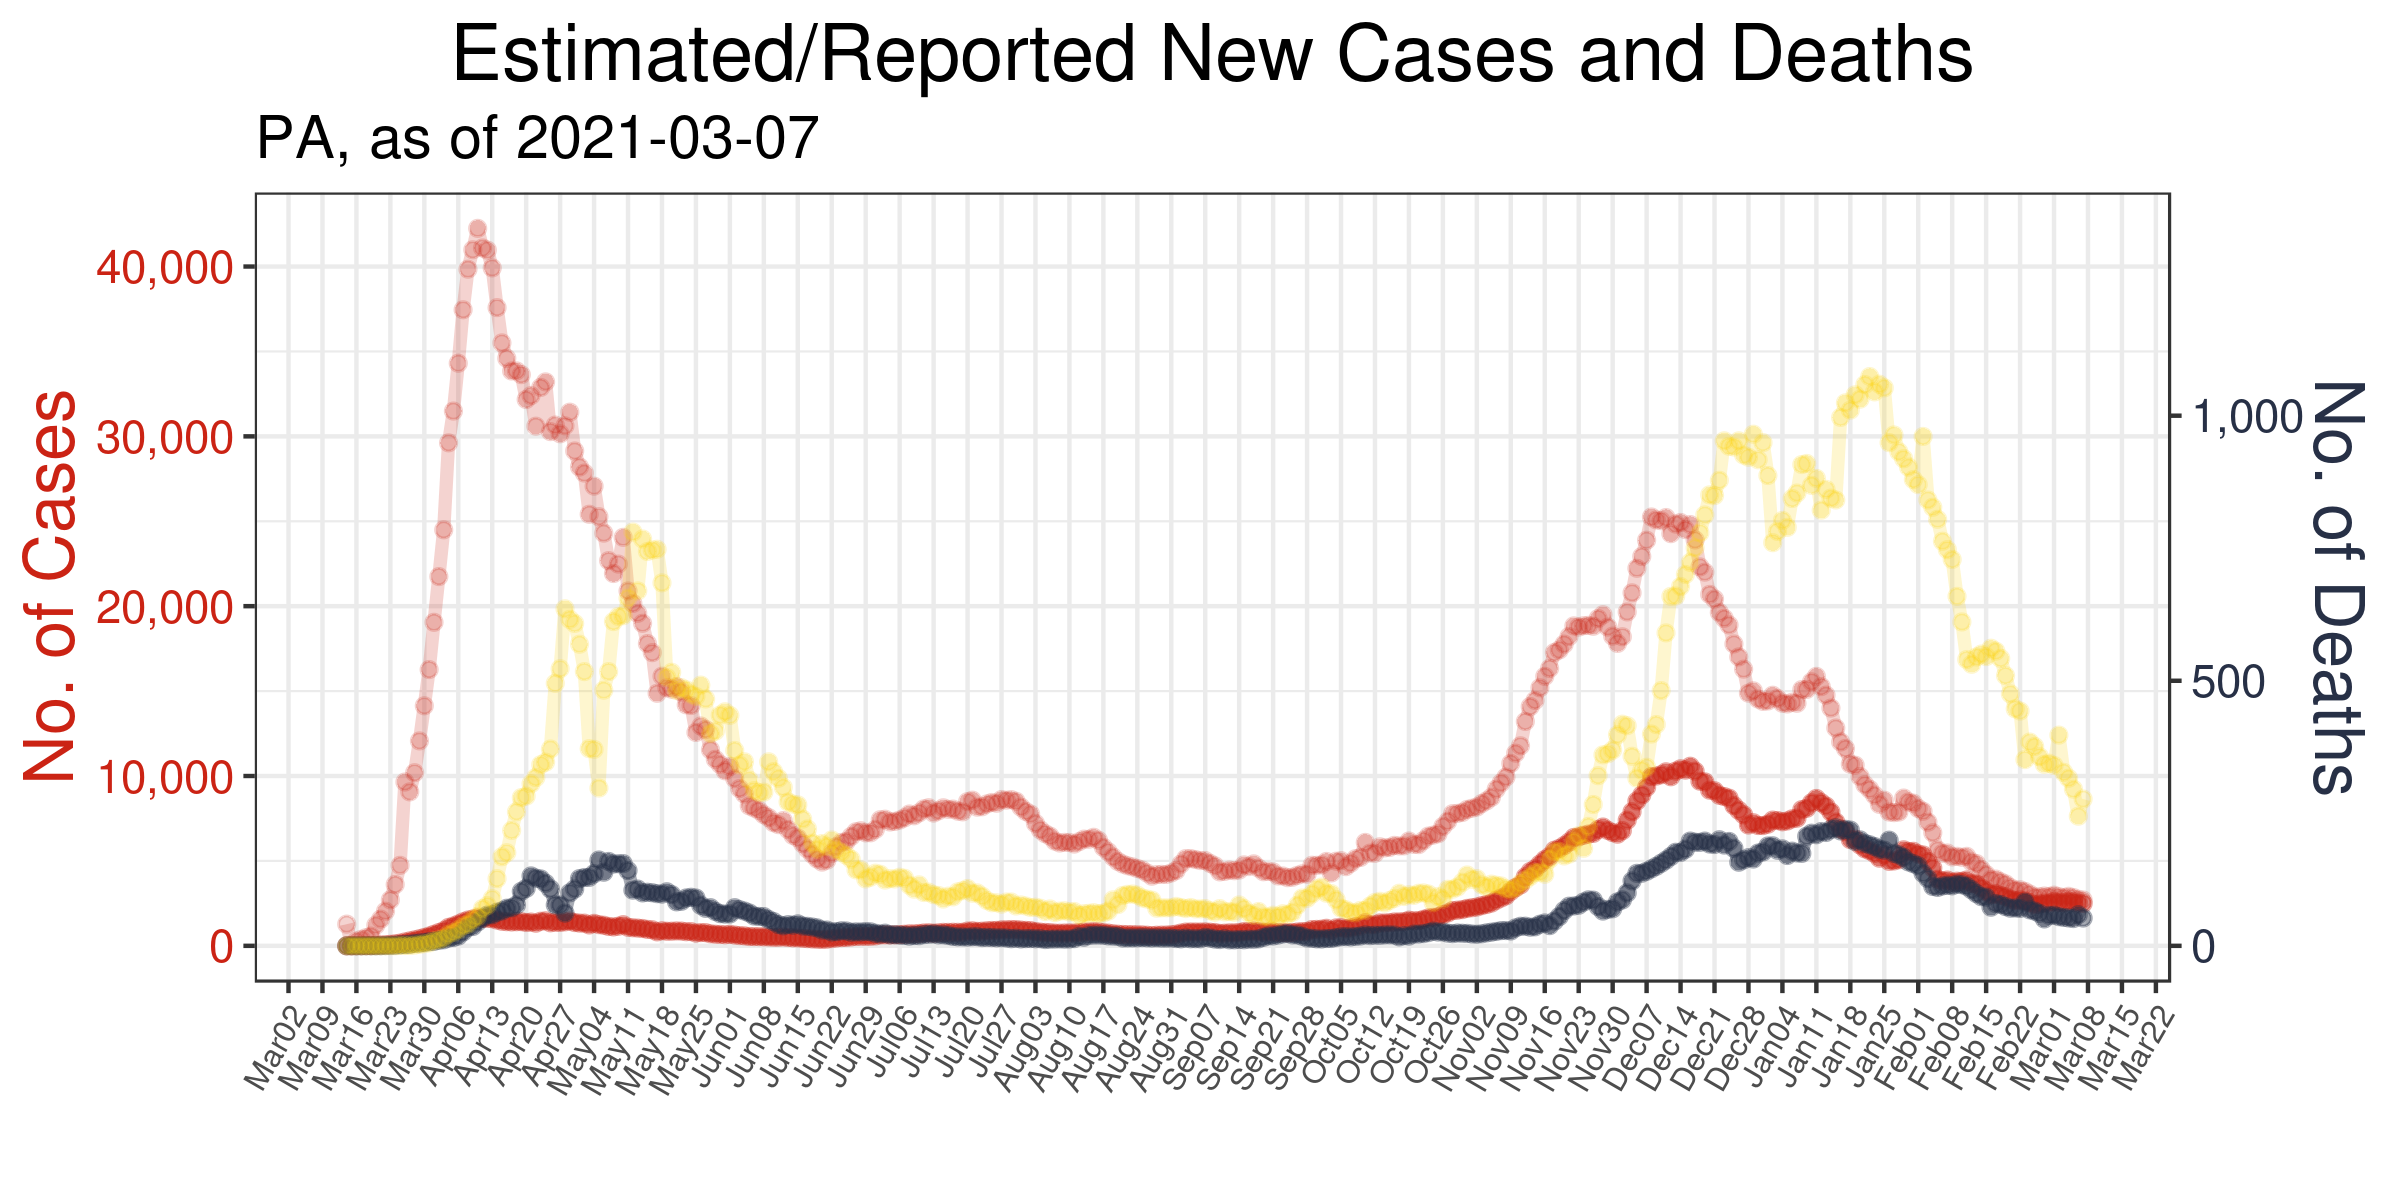 Estimated/Reported New Cases and Deaths
PA, as of 2021-03-07
No. of Cases
40,000
30,000
20,000
10,000
0
No. of Deaths
1,000
500
0
Mar02
Mar09
Mar16
Mar23
Mar30
Apr06
Apr13
Apr20
Apr27
May04
May11
May18
May25
Jun01
Jun08
Jun15
Jun22
Jun29
Jul06
Jul13
Jul20
Jul27
Aug03
Aug10
Aug17
Aug24
Aug31
Sep07
Sep14
Sep21
Sep28
Oct05
Oct12
Oct19
Oct26
Nov02
Nov09
Nov16
Nov23
Nov30
Dec07
Dec14
Dec21
Dec28
Jan04
Jan11
Jan18
Jan25
Feb01
Feb08
Feb15
Feb22
Mar01
Mar08
Mar15
Mar22